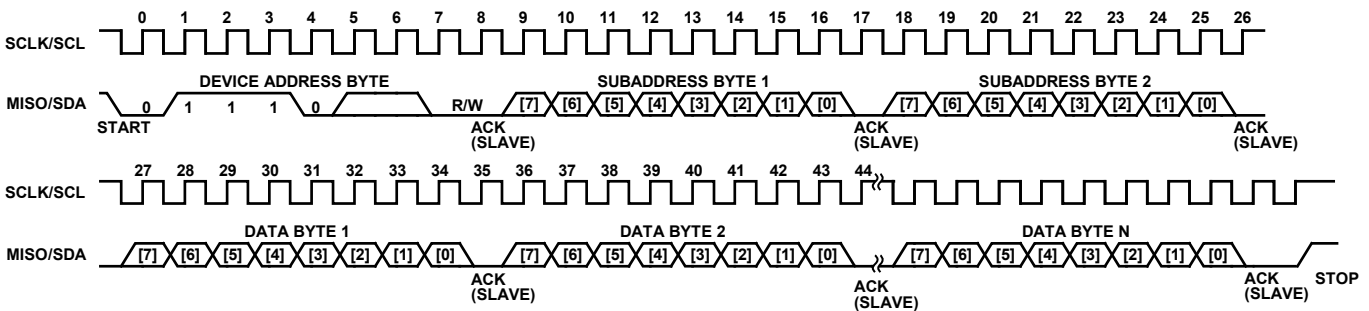 0 1 2 3 4 5 6 7 8 9 10 11 12 13 14 15 16 17 18 19 20 21 22 23 24 25 26
SCLK/SCL
DEVICE ADDRESS BYTE SUBADDRESS BYTE 1 SUBADDRESS BYTE 2
MISO/SDA 0 1 1 1 0 R/W [7] [6] [5] [4] [3] [2] [1] [0] [7] [6] [5] [4] [3] [2] [1] [0]
START ACK (SLAVE) ACK (SLAVE) ACK (SLAVE)
27 28 29 30 31 32 33 34 35 36 37 38 39 40 41 42 43 44
SCLK/SCL
DATA BYTE 1 DATA BYTE 2 DATA BYTE N
MISO/SDA [7] [6] [5] [4] [3] [2] [1] [0] [7] [6] [5] [4] [3] [2] [1] [0] [7] [6] [5] [4] [3] [2] [1] [0]
ACK (SLAVE) ACK (SLAVE) ACK (SLAVE) STOP